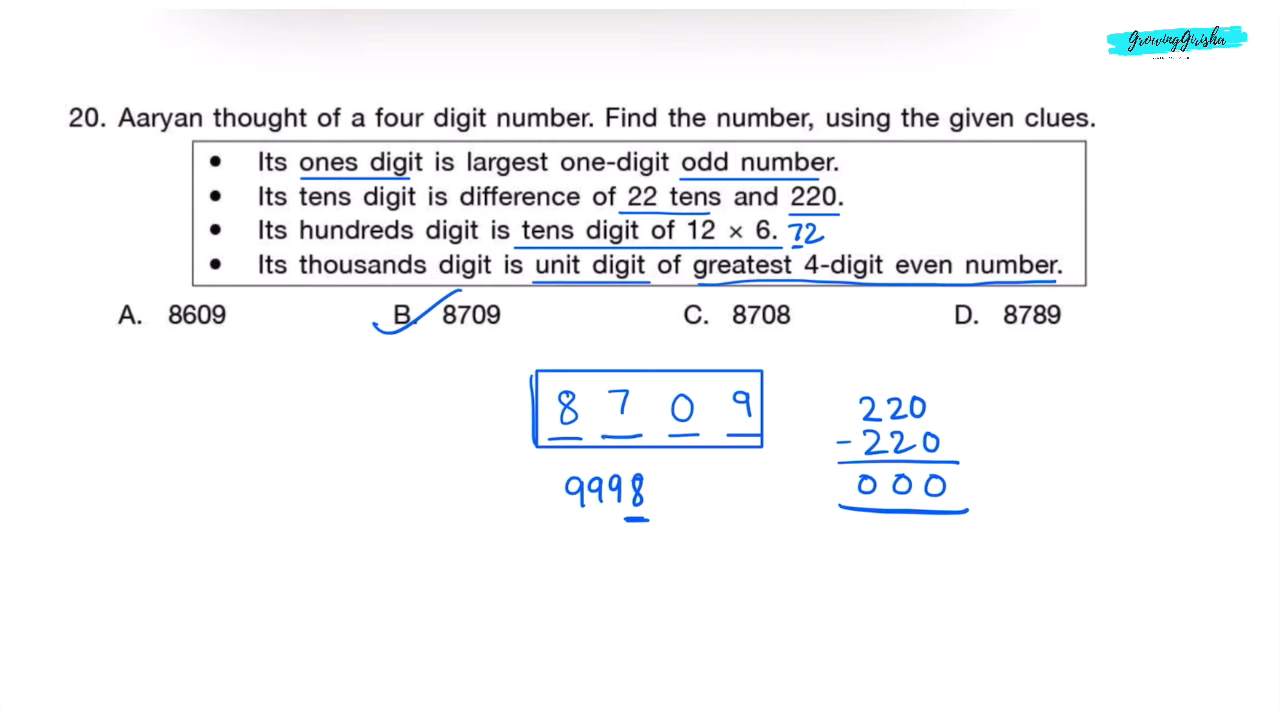 GrowingGirisha
20. Aaryan thought of a four digit number. Find the number, using the given clues.
• Its ones digit is largest one-digit odd number.
• Its tens digit is difference of 22 tens and 220.
• Its hundreds digit is tens digit of 12 × 6. 72
• Its thousands digit is unit digit of greatest 4-digit even number.
A. 8609 B. 8709 C. 8708 D. 8789
8 7 0 9
9998
220
-220
000